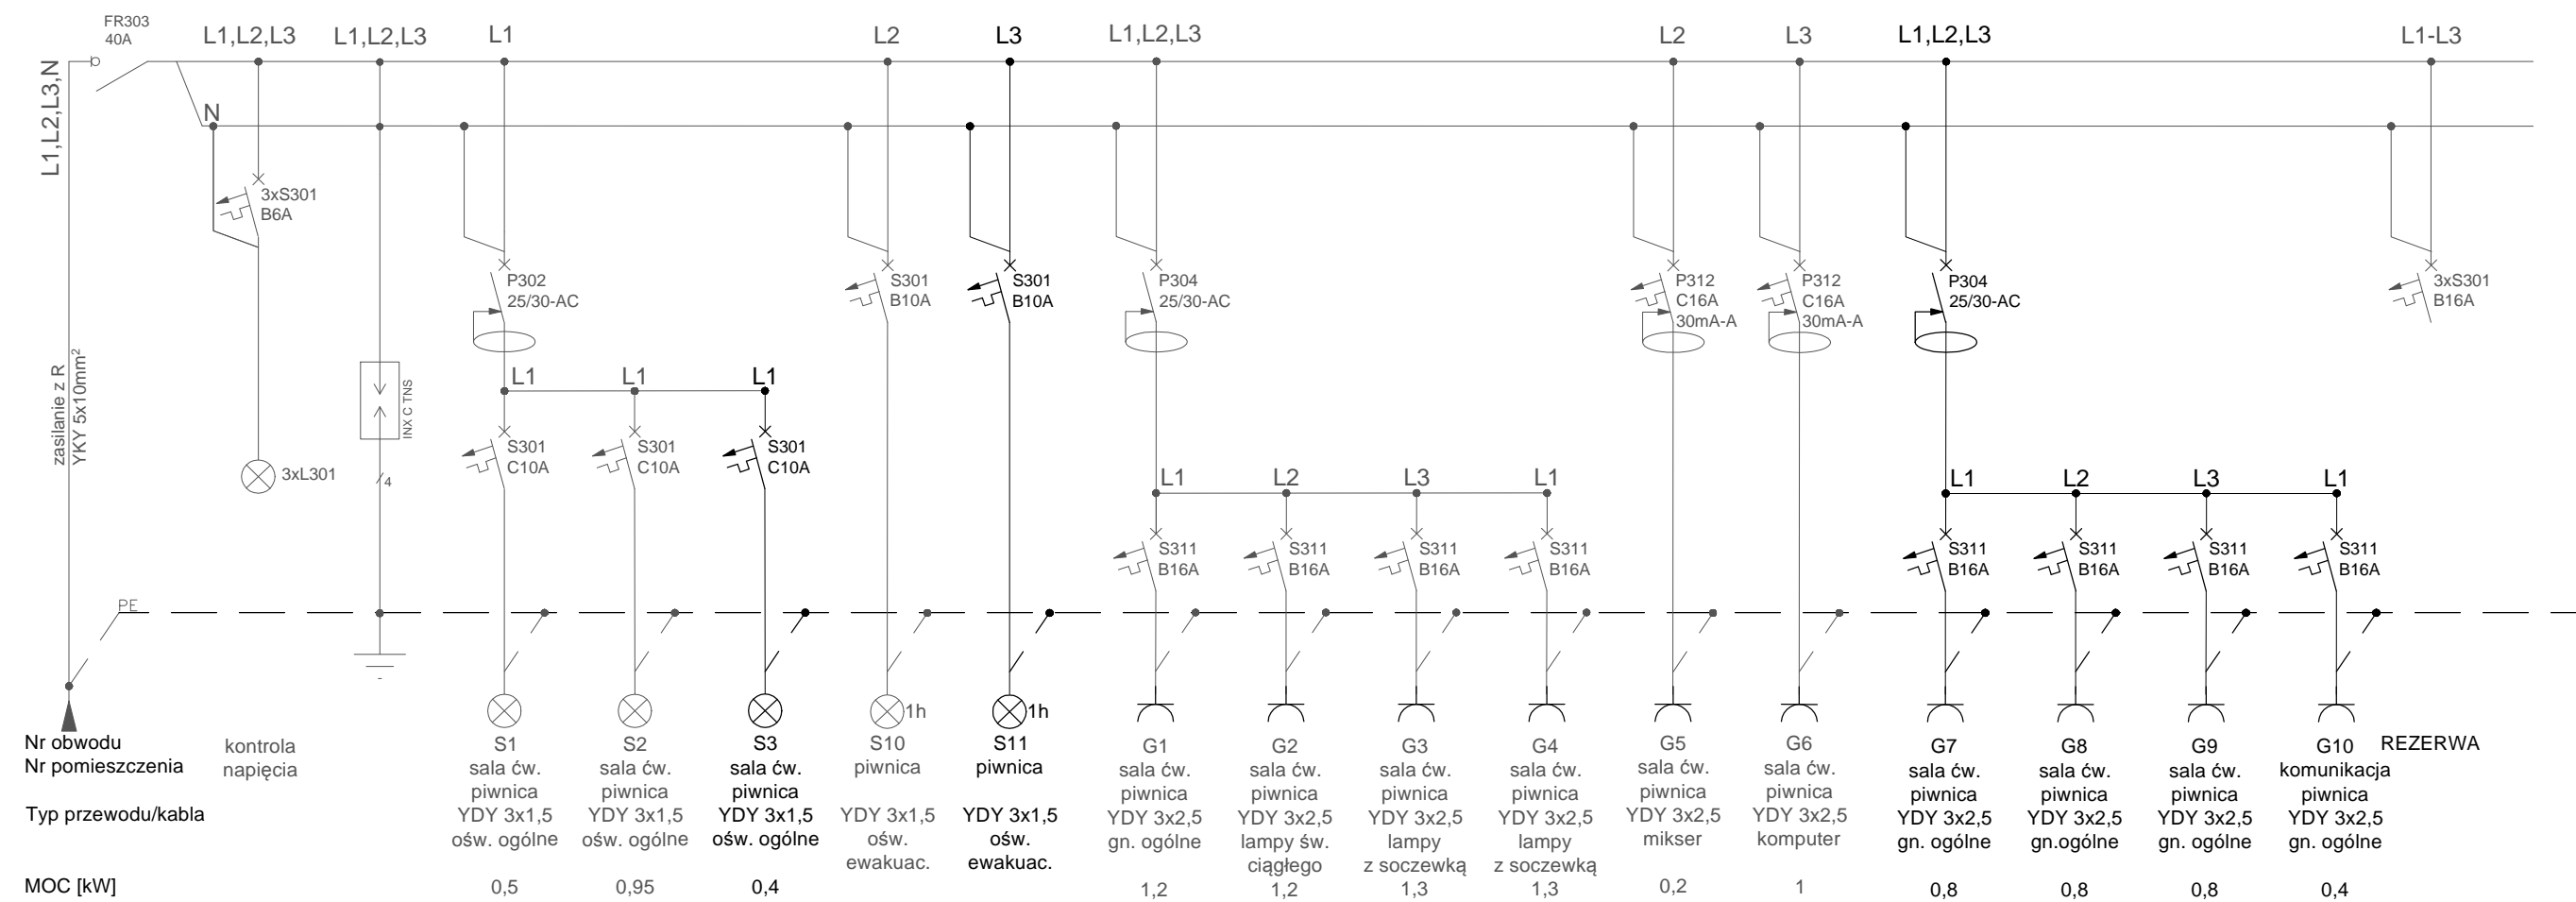 FR303
40A
L1,L2,L3
L1,L2,L3
L1
L2
L3
L1,L2,L3
L2
L3
L1,L2,L3
L1-L3
L1,L2,L3,N
N
3xS301
B6A
P302
25/30-AC
S301
B10A
S301
B10A
P304
25/30-AC
P312
C16A
30mA-A
P312
C16A
30mA-A
P304
25/30-AC
3xS301
B16A
zasilanie z R
YKY 5x10mm²
INX C TNS
L1
L1
L1
S301
C10A
S301
C10A
S301
C10A
3xL301
4
L1
L2
L3
L1
L1
L2
L3
L1
S311
B16A
S311
B16A
S311
B16A
S311
B16A
S311
B16A
S311
B16A
S311
B16A
S311
B16A
PE
1h
1h
Nr obwodu
Nr pomieszczenia
Typ przewodu/kabla
MOC [kW]
kontrola
napięcia
S1
sala ćw.
piwnica
YDY 3x1,5
ośw. ogólne
0,5
S2
sala ćw.
piwnica
YDY 3x1,5
ośw. ogólne
0,95
S3
sala ćw.
piwnica
YDY 3x1,5
ośw. ogólne
0,4
S10
piwnica
YDY 3x1,5
ośw.
ewakuac.
S11
piwnica
YDY 3x1,5
ośw.
ewakuac.
G1
sala ćw.
piwnica
YDY 3x2,5
gn. ogólne
1,2
G2
sala ćw.
piwnica
YDY 3x2,5
lampy św.
ciągłego
1,2
G3
sala ćw.
piwnica
YDY 3x2,5
lampy
z soczewką
1,3
G4
sala ćw.
piwnica
YDY 3x2,5
lampy
z soczewką
1,3
G5
sala ćw.
piwnica
YDY 3x2,5
mikser
0,2
G6
sala ćw.
piwnica
YDY 3x2,5
komputer
1
G7
sala ćw.
piwnica
YDY 3x2,5
gn. ogólne
0,8
G8
sala ćw.
piwnica
YDY 3x2,5
gn.ogólne
0,8
G9
sala ćw.
piwnica
YDY 3x2,5
gn. ogólne
0,8
G10
komunikacja
piwnica
YDY 3x2,5
gn. ogólne
0,4
REZERWA